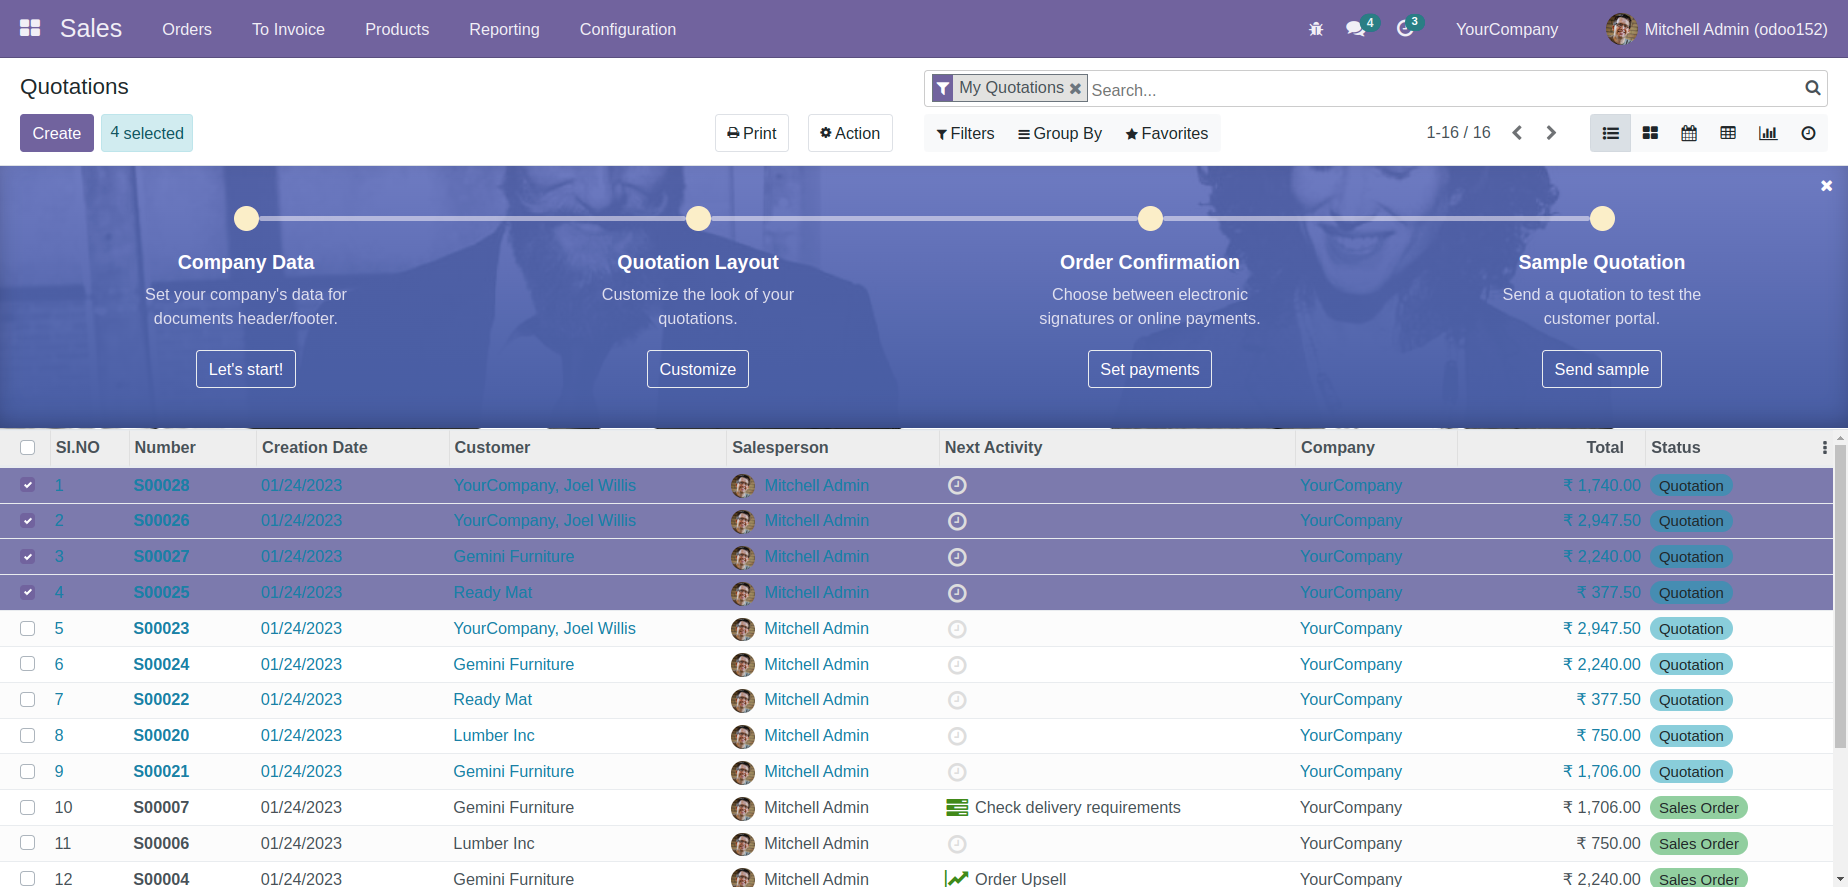 Sales Orders To Invoice Products Reporting Configuration 4 3 YourCompany Mitchell Admin (odoo152)
Quotations
My Quotations Search...
Create 4 selected Print Action Filters Group By Favorites 1-16 / 16
Company Data Quotation Layout Order Confirmation Sample Quotation
Set your company's data for Customize the look of your Choose between electronic Send a quotation to test the
documents header/footer. quotations. signatures or online payments. customer portal.
Let's start! Customize Set payments Send sample
SI.NO Number Creation Date Customer Salesperson Next Activity Company Total Status
1 S00028 01/24/2023 YourCompany, Joel Willis Mitchell Admin YourCompany ₹ 1,740.00 Quotation
2 S00026 01/24/2023 YourCompany, Joel Willis Mitchell Admin YourCompany ₹ 2,947.50 Quotation
3 S00027 01/24/2023 Gemini Furniture Mitchell Admin YourCompany ₹ 2,240.00 Quotation
4 S00025 01/24/2023 Ready Mat Mitchell Admin YourCompany ₹ 377.50 Quotation
5 S00023 01/24/2023 YourCompany, Joel Willis Mitchell Admin YourCompany ₹ 2,947.50 Quotation
6 S00024 01/24/2023 Gemini Furniture Mitchell Admin YourCompany ₹ 2,240.00 Quotation
7 S00022 01/24/2023 Ready Mat Mitchell Admin YourCompany ₹ 377.50 Quotation
8 S00020 01/24/2023 Lumber Inc Mitchell Admin YourCompany ₹ 750.00 Quotation
9 S00021 01/24/2023 Gemini Furniture Mitchell Admin YourCompany ₹ 1,706.00 Quotation
10 S00007 01/24/2023 Gemini Furniture Mitchell Admin Check delivery requirements YourCompany ₹ 1,706.00 Sales Order
11 S00006 01/24/2023 Lumber Inc Mitchell Admin YourCompany ₹ 750.00 Sales Order
12 S00004 01/24/2023 Gemini Furniture Mitchell Admin Order Upsell YourCompany ₹ 2,240.00 Sales Order